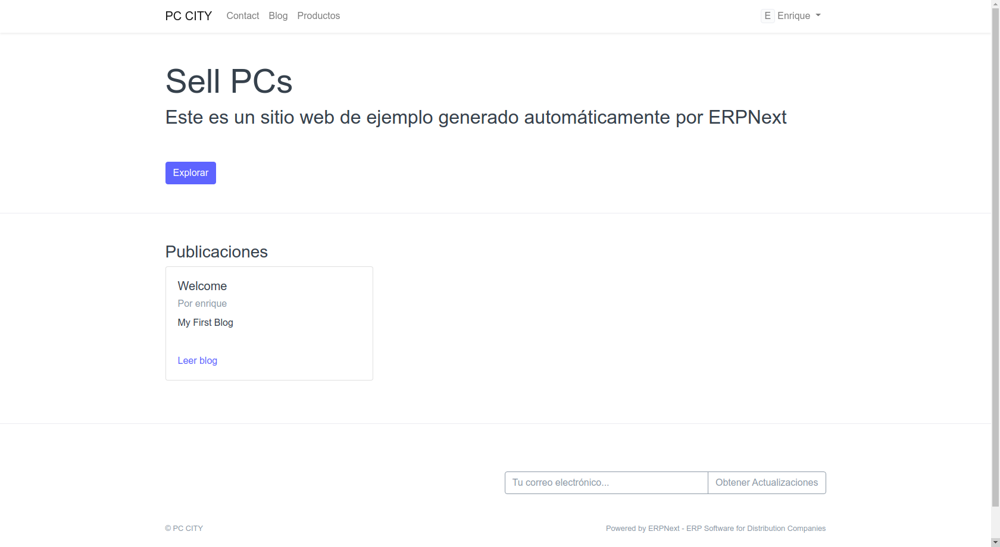 PC CITY Contact Blog Productos E Enrique
Sell PCs
Este es un sitio web de ejemplo generado automáticamente por ERPNext
Explorar
Publicaciones
Welcome
Por enrique
My First Blog
Leer blog
Tu correo electrónico... Obtener Actualizaciones
© PC CITY Powered by ERPNext - ERP Software for Distribution Companies